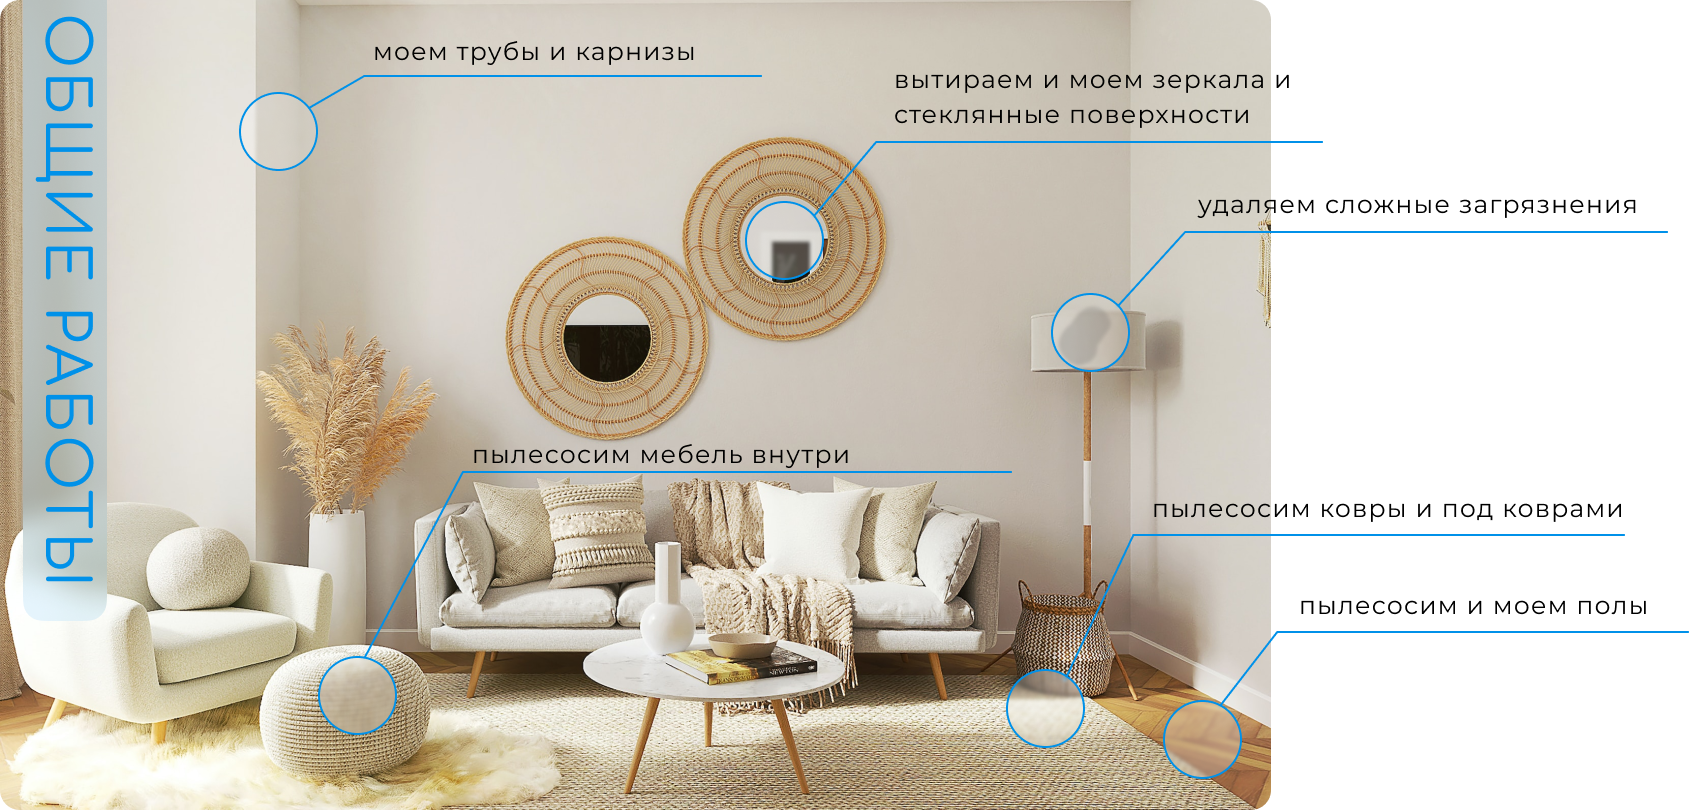 ОБЩИЕ РАБОТЫ
моем трубы и карнизы
вытираем и моем зеркала и
стеклянные поверхности
удаляем сложные загрязнения
пылесосим мебель внутри
пылесосим ковры и под коврами
пылесосим и моем полы